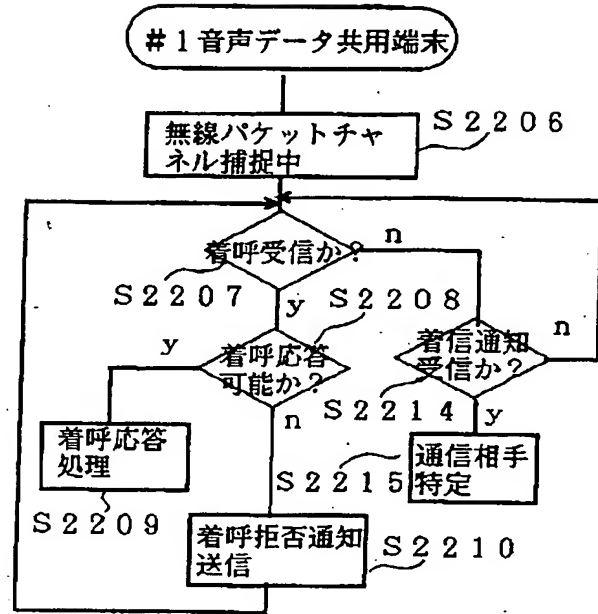 #1音声データ共用端末
無線パケットチャ
ネル捕捉中
S2206
着呼受信か?
n
S2207
y
S2208
着呼応答
可能か?
y
n
着信通知
受信か?
n
S2214
y
着呼応答
処理
S2209
S2215
通信相手
特定
着呼拒否通知
送信
S2210